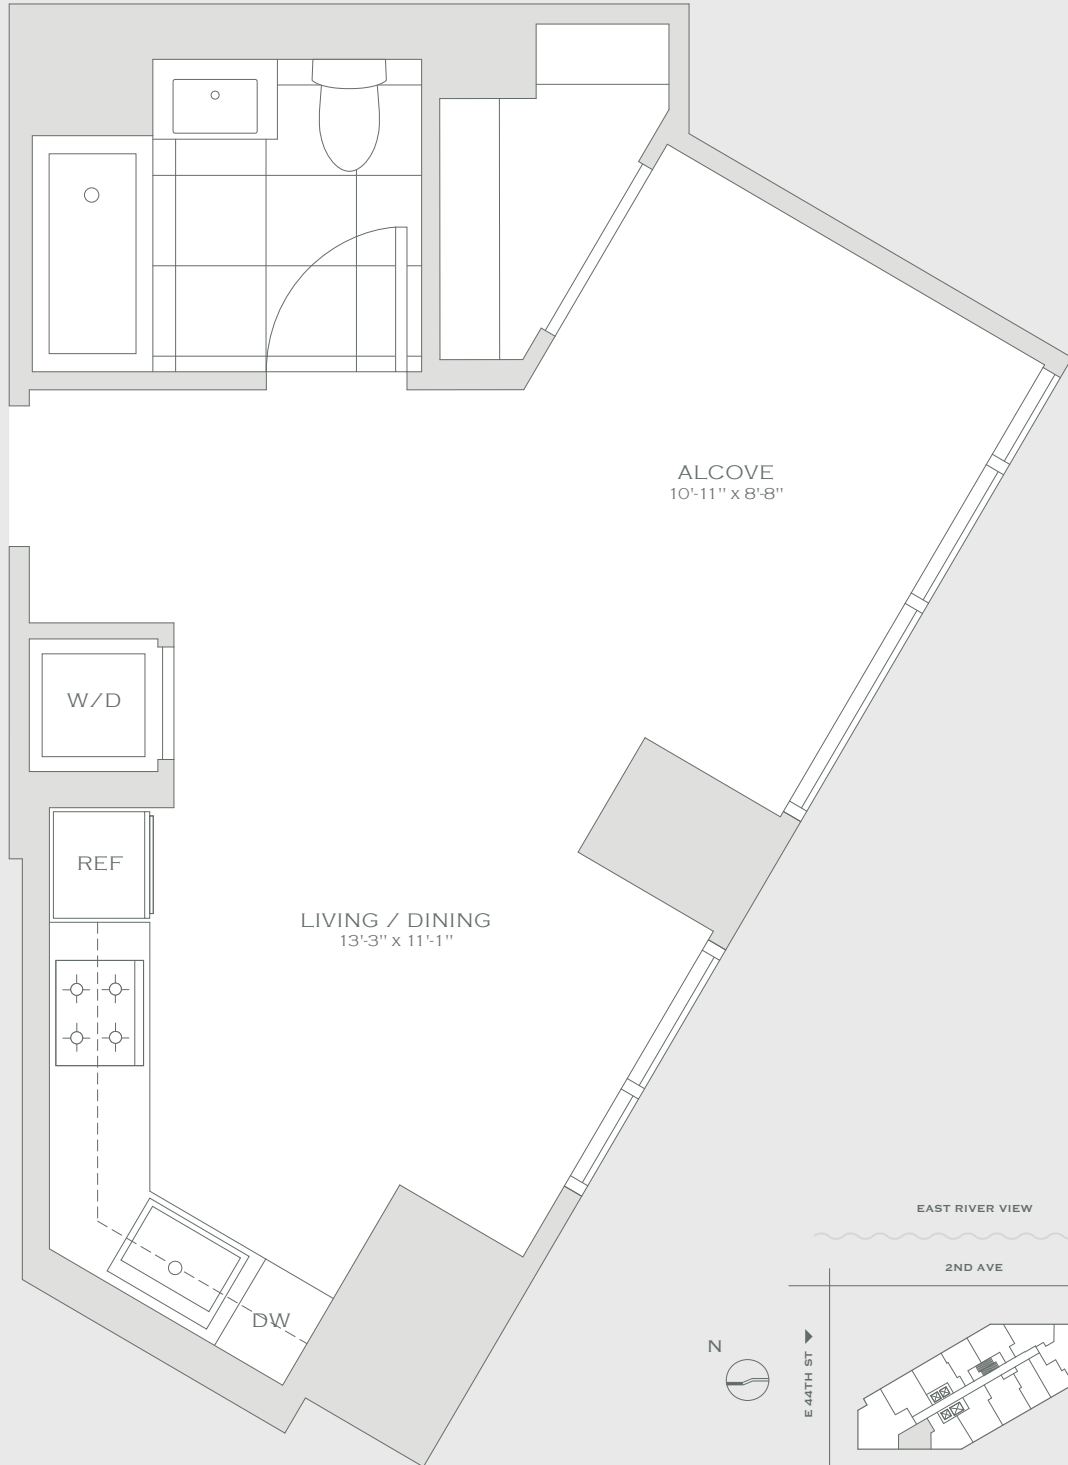 ALCOVE
10'-11" x 8'-8"
W/D
REF
LIVING / DINING
13'-3" x 11'-1"
DW
EAST RIVER VIEW
2ND AVE
N
E 44TH ST